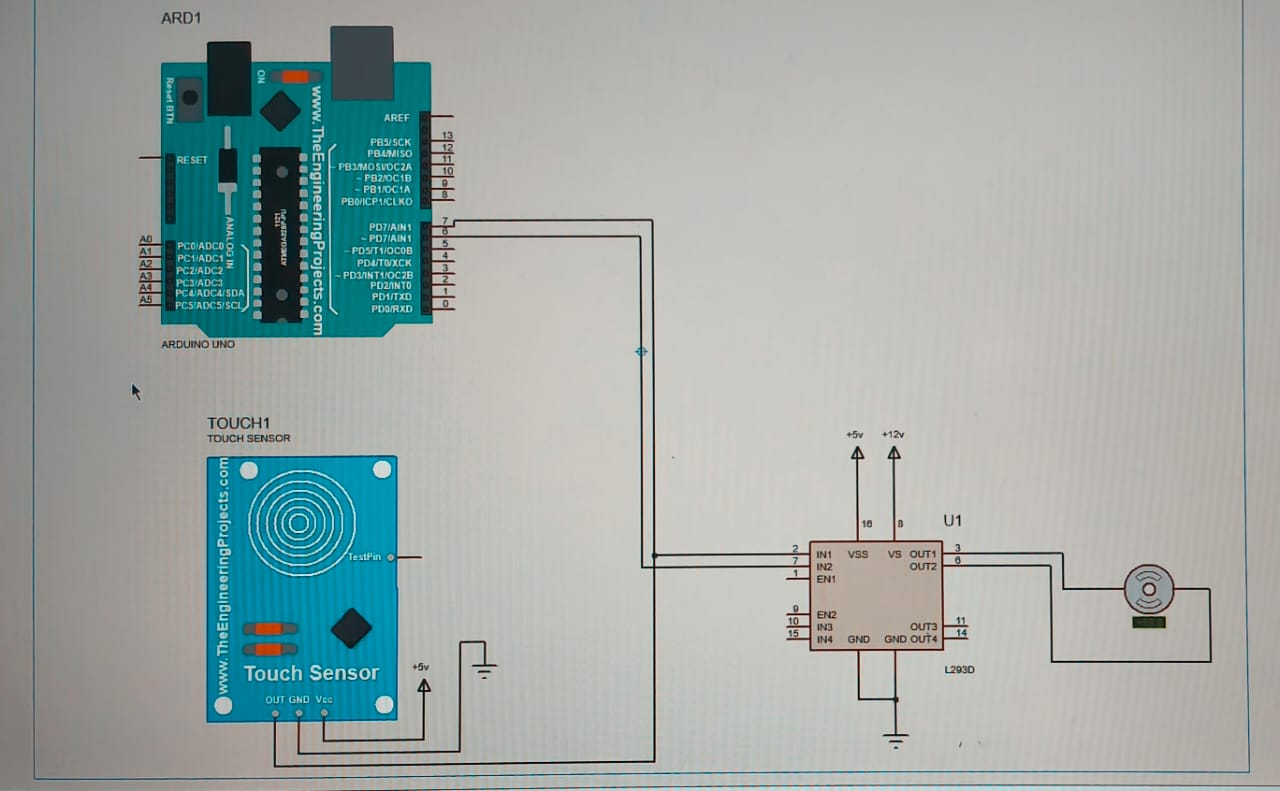 ARD1
ON
Reset BTN
www.TheEngineeringProjects.com
AREF
RESET
PB5/SCK 13
PB4/MISO 12
~ PB3/MOSI/OC2A 11
~ PB2/OC1B 10
~ PB1/OC1A 9
PB0/ICP1/CLKO 8
ANALOG IN
PD7/AIN1 7
~ PD7/AIN1 6
~ PD5/T1/OC0B 5
PD4/T0/XCK 4
~ PD3/INT1/OC2B 3
PD2/INT0 2
PD1/TXD 1
PD0/RXD 0
A0 PC0/ADC0
A1 PC1/ADC1
A2 PC2/ADC2
A3 PC3/ADC3
A4 PC4/ADC4/SDA
A5 PC5/ADC5/SCL
ARDUINO UNO
TOUCH1
TOUCH SENSOR
www.TheEngineeringProjects.com
TestPin
Touch Sensor
OUT GND Vcc
+5v
+5v +12v
16 8
U1
2 IN1 VSS VS OUT1 3
7 IN2 OUT2 6
1 EN1
9 EN2
10 IN3 OUT3 11
15 IN4 GND GND OUT4 14
L293D